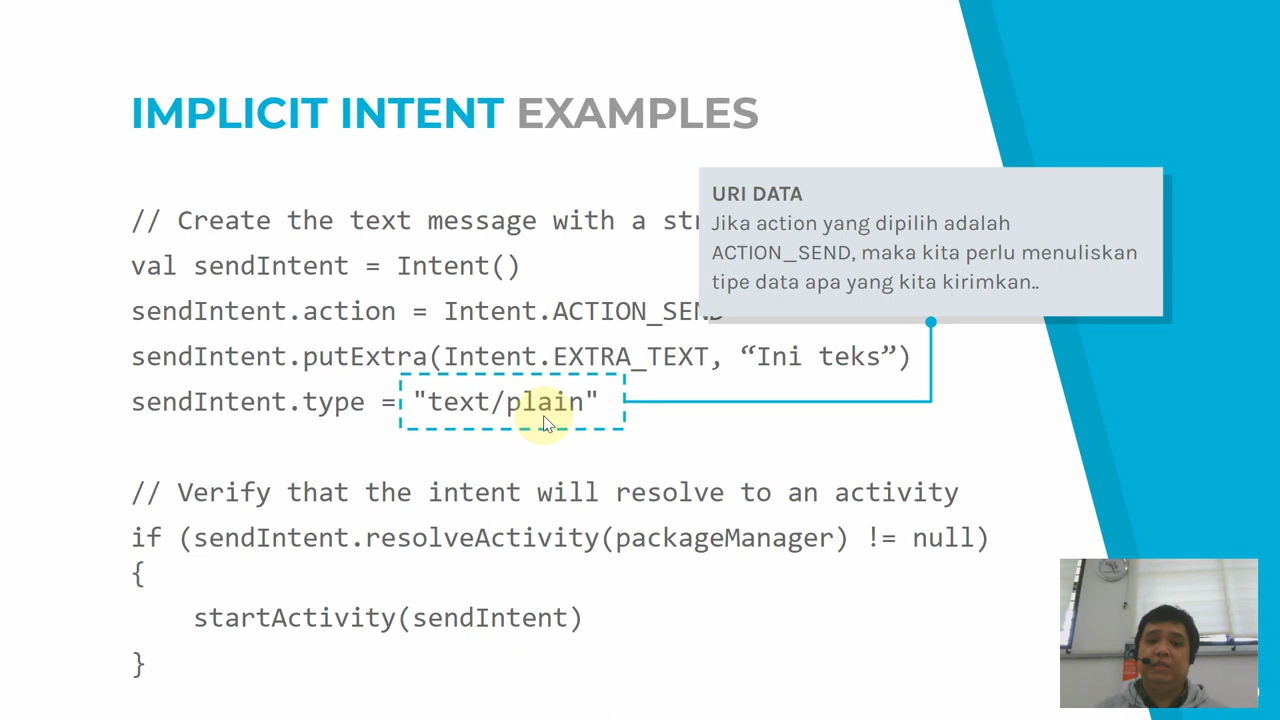 IMPLICIT INTENT EXAMPLES
URI DATA
Jika action yang dipilih adalah
ACTION_SEND, maka kita perlu menuliskan
tipe data apa yang kita kirimkan..
// Create the text message with a str
val sendIntent = Intent()
sendIntent.action = Intent.ACTION_SEND
sendIntent.putExtra(Intent.EXTRA_TEXT, “Ini teks”)
sendIntent.type = "text/plain"
// Verify that the intent will resolve to an activity
if (sendIntent.resolveActivity(packageManager) != null)
{
startActivity(sendIntent)
}